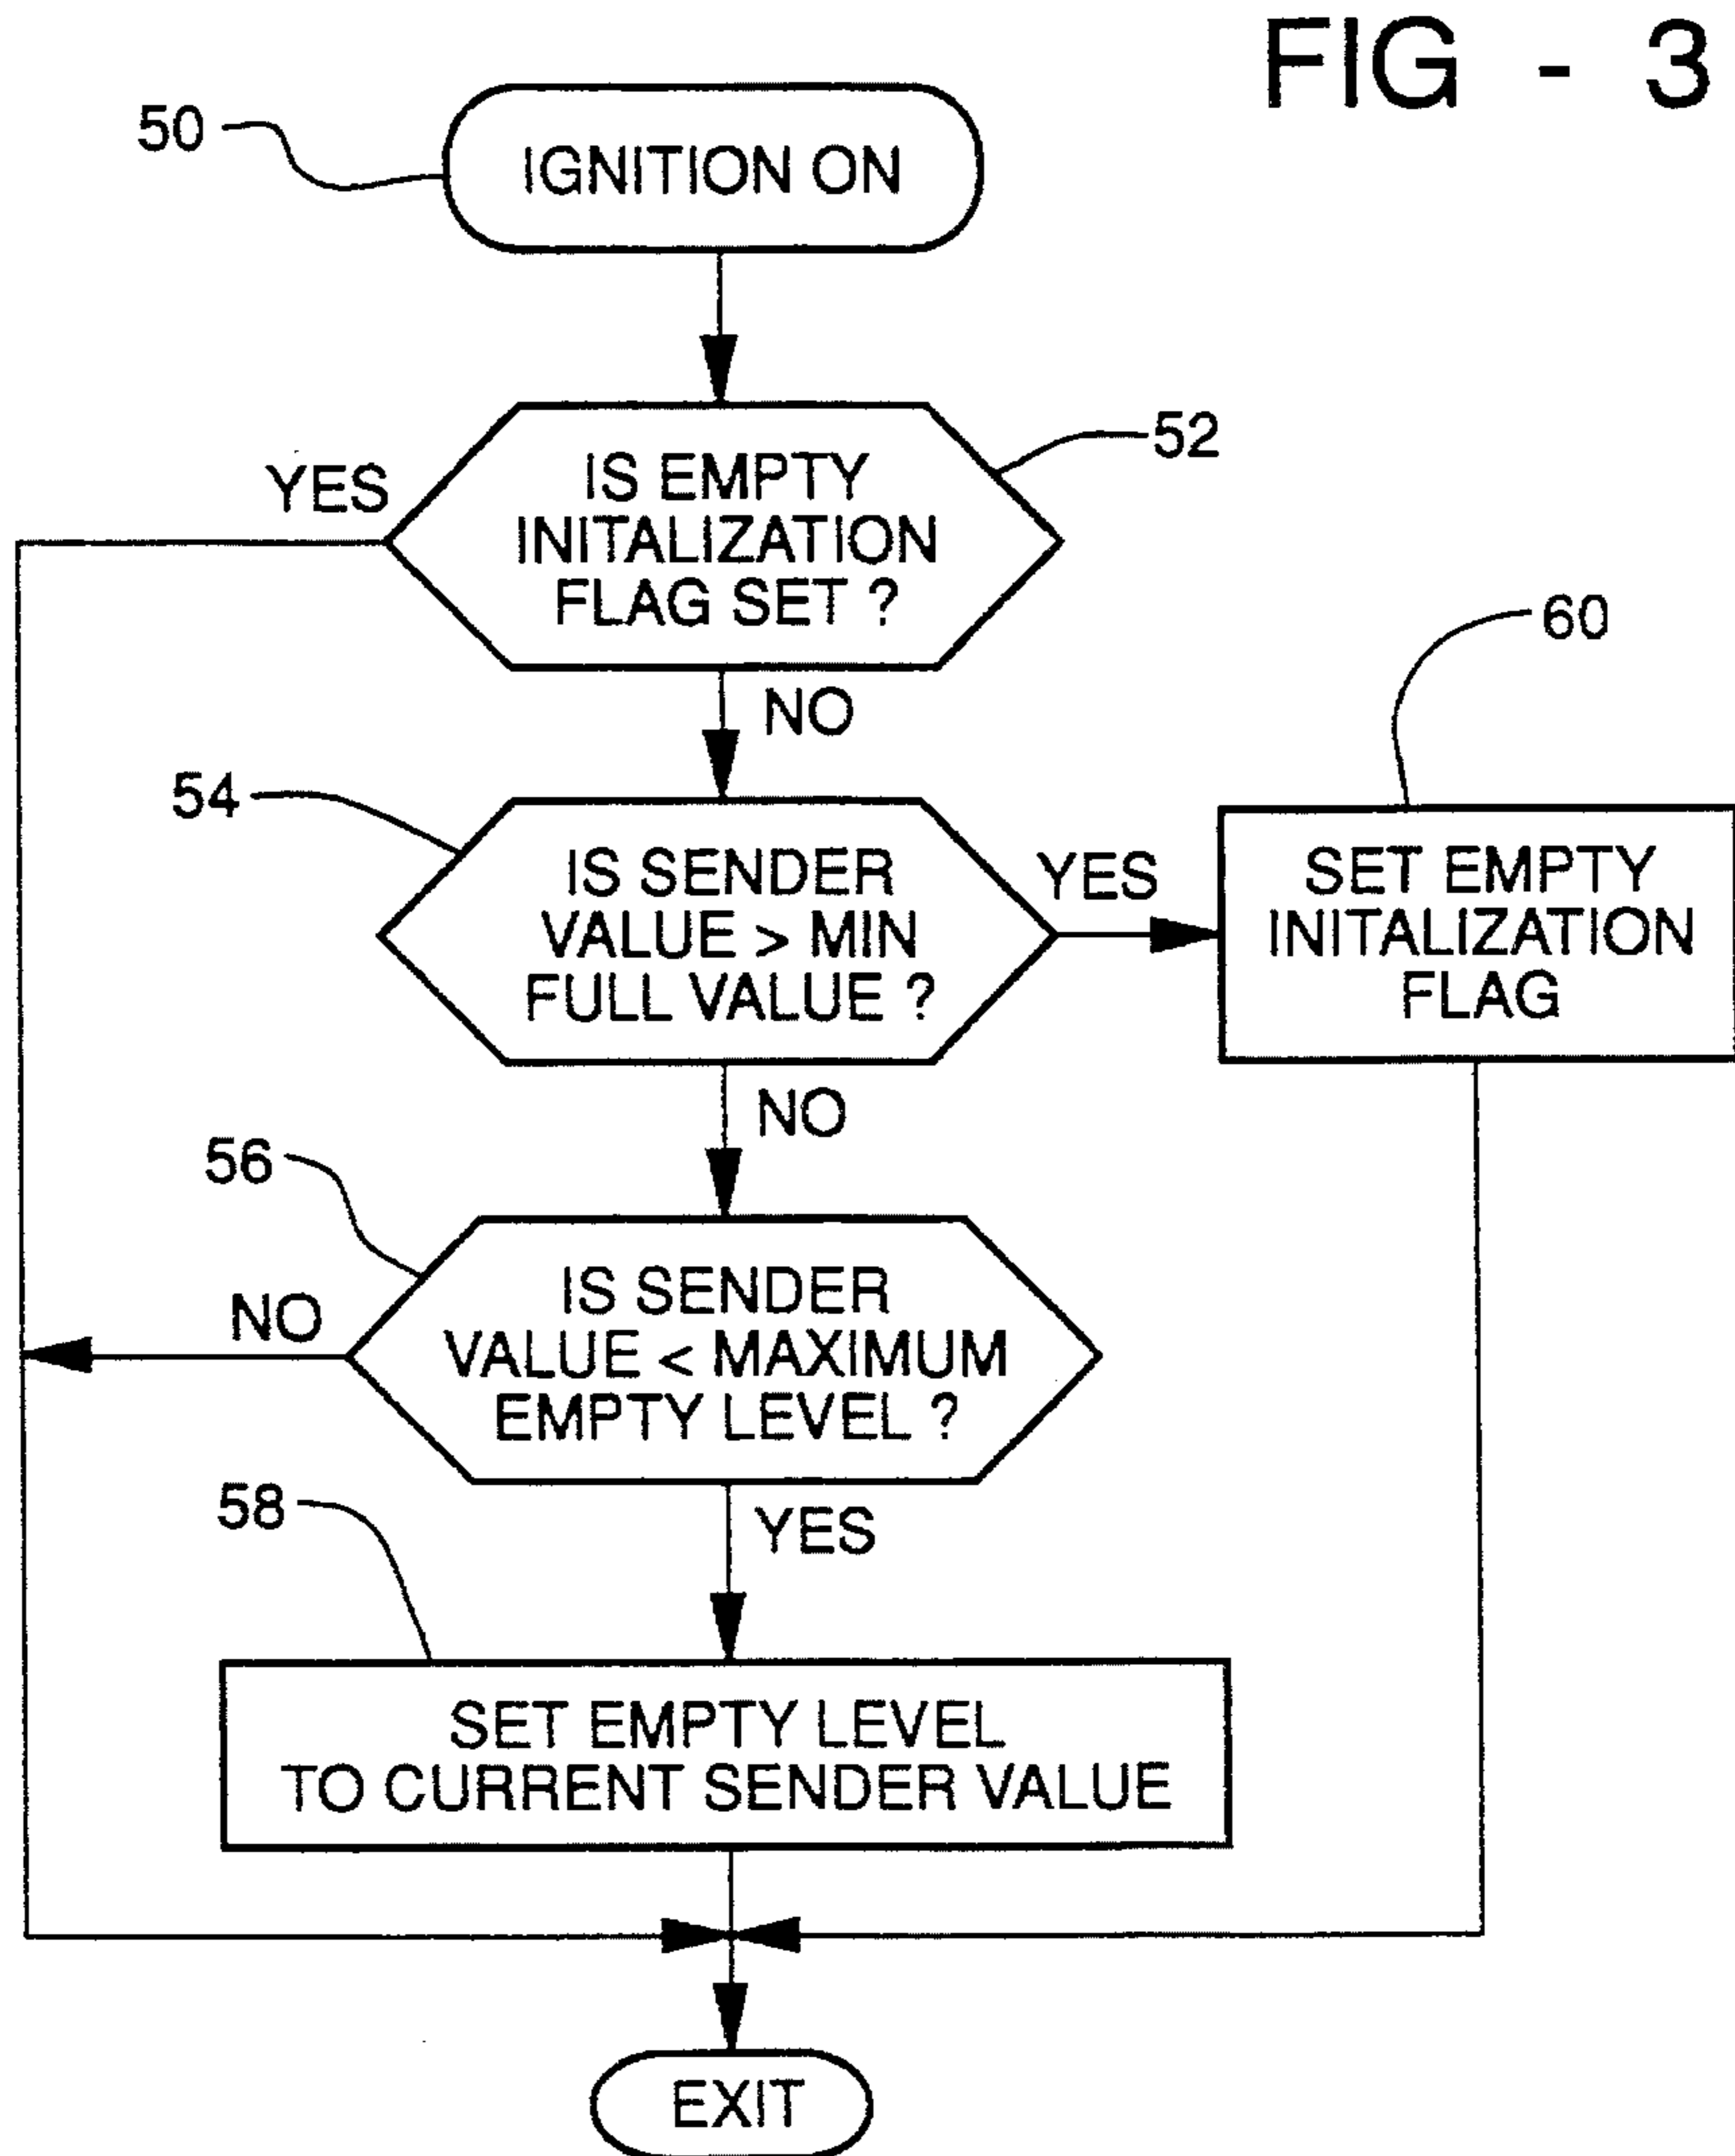 FIG - 3
50
IGNITION ON
52
YES
IS EMPTY
INITALIZATION
FLAG SET ?
60
NO
54
IS SENDER
VALUE > MIN
FULL VALUE ?
YES
SET EMPTY
INITALIZATION
FLAG
NO
56
IS SENDER
VALUE < MAXIMUM
EMPTY LEVEL ?
NO
58
YES
SET EMPTY LEVEL
TO CURRENT SENDER VALUE
EXIT